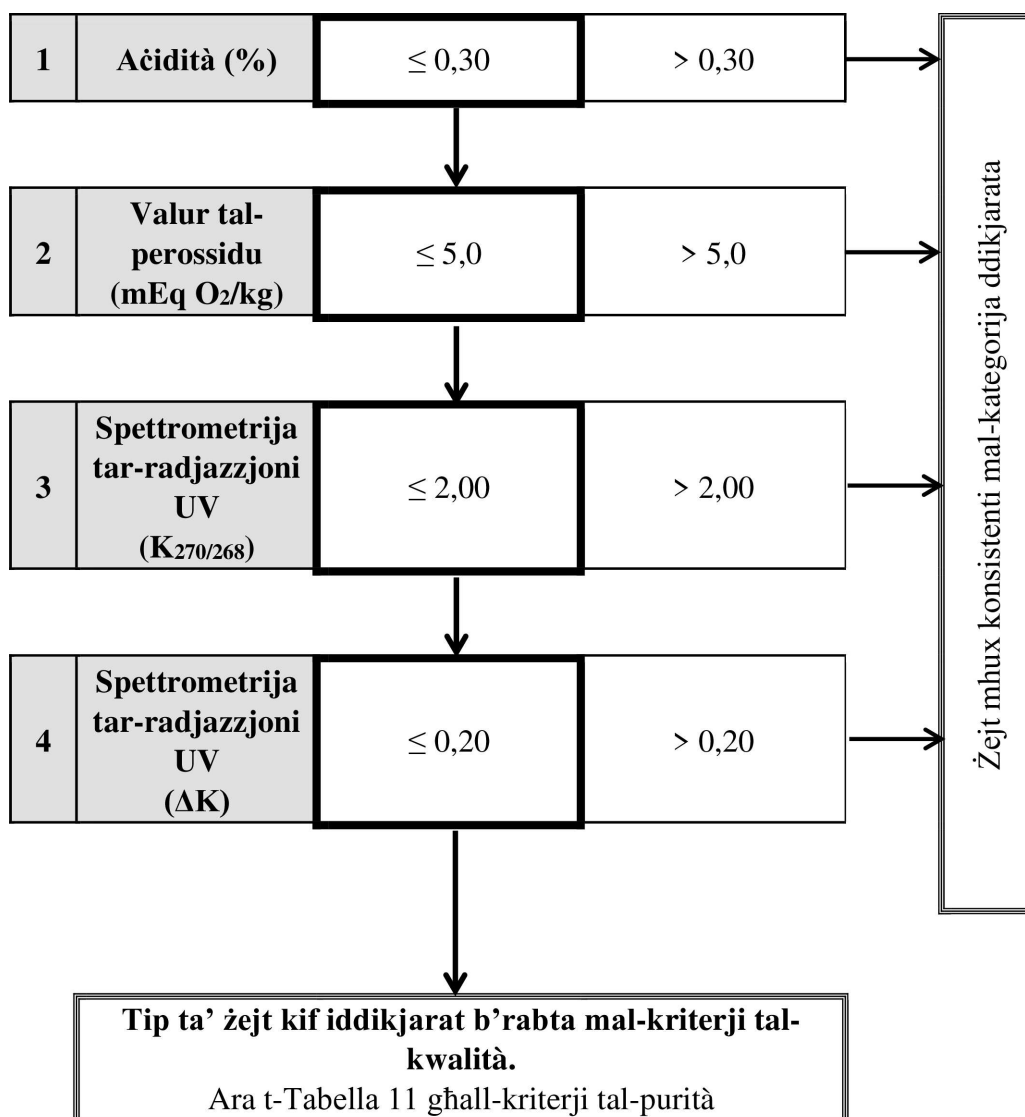 1 Aċidità (%) ≤ 0,30 > 0,30
2 Valur tal-
perossidu
(mEq O₂/kg) ≤ 5,0 > 5,0
3 Spettrometrija
tar-radjazzjoni
UV
(K₂₇₀/₂₆₈) ≤ 2,00 > 2,00
4 Spettrometrija
tar-radjazzjoni
UV
(ΔK) ≤ 0,20 > 0,20
Żejt mhux konsistenti mal-kategorija ddikjarata
Tip ta’ żejt kif iddikjarat b’rabta mal-kriterji tal-
kwalità.
Ara t-Tabella 11 għall-kriterji tal-purità